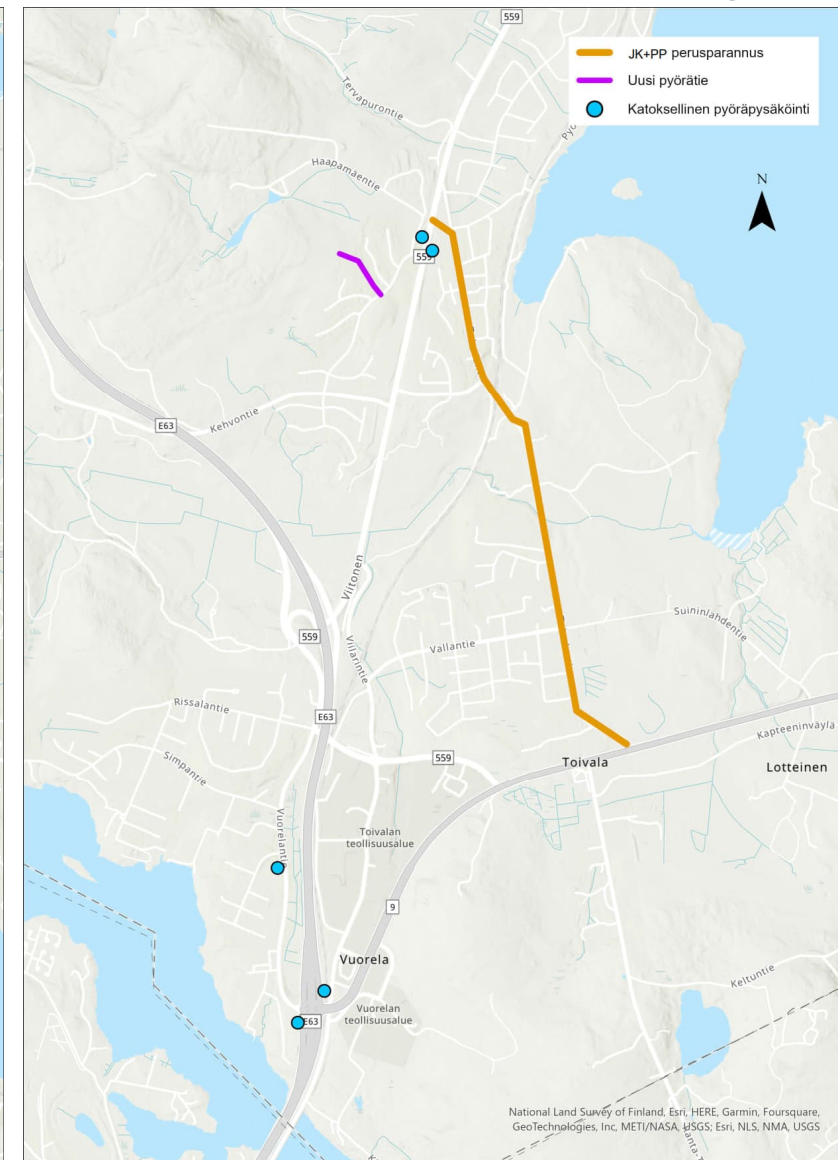 559
JK+PP perusparannus
Uusi pyörätie
Katoksellinen pyöräpysäköinti
Tervapurontie
Haapamäentie
N
559
Kehvontie
E63
Viitonen
559
Viilarintie
Vallantie
Suininlahdentie
Rissalantie
E63
Simpantie
559
Toivala
Kapteeninväylä
Lotteinen
Vuorelantie
Toivalan
teollisuusalue
9
Vuorela
Keltuntie
Vuorelan
teollisuusalue
E63
National Land Survey of Finland, Esri, HERE, Garmin, Foursquare,
GeoTechnologies, Inc, METI/NASA, USGS; Esri, NLS, NMA, USGS